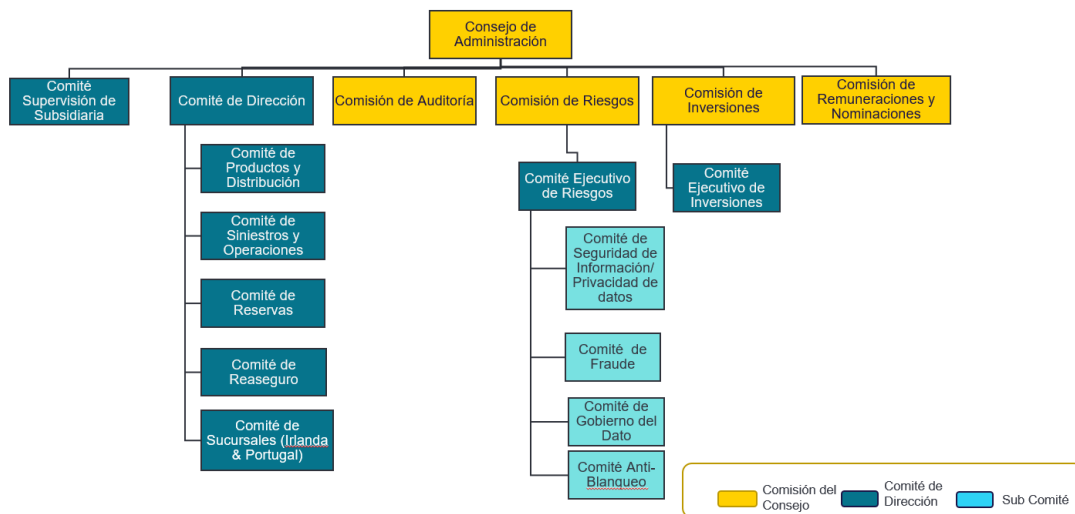 Consejo de
Administración
Comité
Supervisión de
Subsidiaria
Comité de Dirección
Comisión de Auditoría
Comisión de Riesgos
Comisión de
Inversiones
Comisión de
Remuneraciones y
Nominaciones
Comité de
Productos y
Distribución
Comité de
Siniestros y
Operaciones
Comité de
Reservas
Comité de
Reaseguro
Comité de
Sucursales (Irlanda
& Portugal)
Comité Ejecutivo
de Riesgos
Comité de
Seguridad de
Información/
Privacidad de
datos
Comité de
Fraude
Comité de
Gobierno del
Dato
Comité Anti-
Blanqueo
Comité
Ejecutivo de
Inversiones
Comisión del
Consejo
Comité de
Dirección
Sub Comité